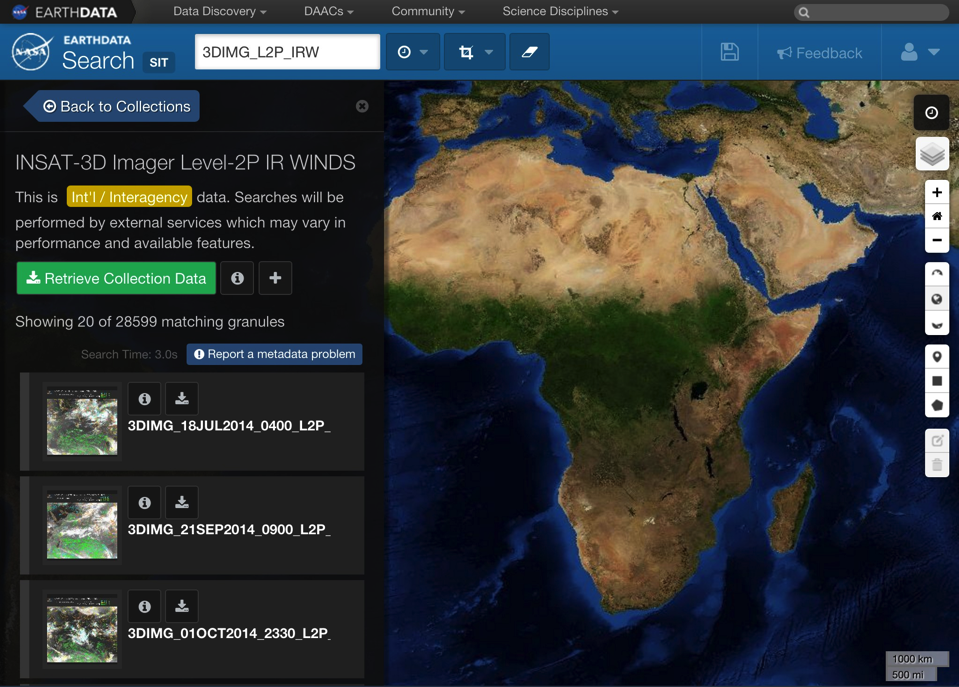 EARTHDATA
Data Discovery
DAACs
Community
Science Disciplines
NASA
EARTHDATA
Search SIT
3DIMG_L2P_IRW
Feedback
Back to Collections
INSAT-3D Imager Level-2P IR WINDS
This is Int'l / Interagency data. Searches will be
performed by external services which may vary in
performance and available features.
Retrieve Collection Data
Showing 20 of 28599 matching granules
Search Time: 3.0s
Report a metadata problem
3DIMG_18JUL2014_0400_L2P_
3DIMG_21SEP2014_0900_L2P_
3DIMG_01OCT2014_2330_L2P_
1000 km
500 mi